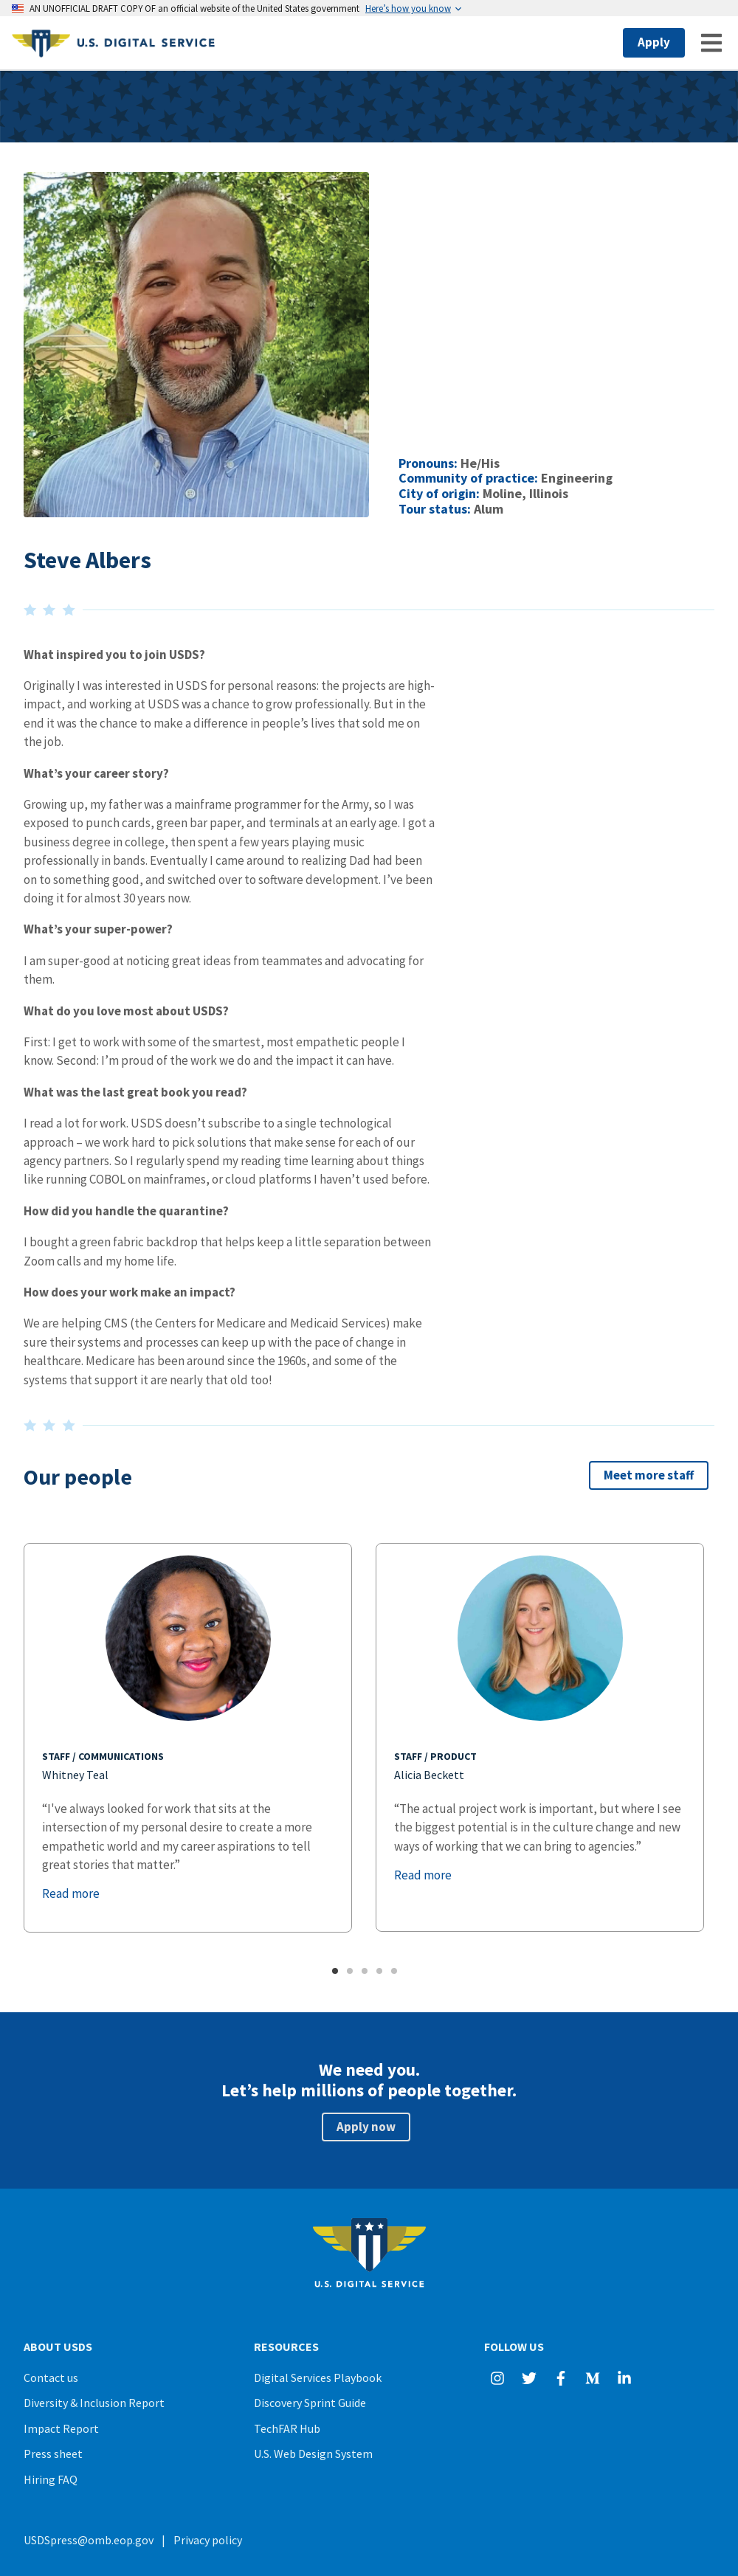 AN UNOFFICIAL DRAFT COPY OF an official website of the United States government Here’s how you know
U.S. DIGITAL SERVICE
Apply
Pronouns: He/His
Community of practice: Engineering
City of origin: Moline, Illinois
Tour status: Alum
Steve Albers
What inspired you to join USDS?
Originally I was interested in USDS for personal reasons: the projects are high-
impact, and working at USDS was a chance to grow professionally. But in the
end it was the chance to make a difference in people’s lives that sold me on
the job.
What’s your career story?
Growing up, my father was a mainframe programmer for the Army, so I was
exposed to punch cards, green bar paper, and terminals at an early age. I got a
business degree in college, then spent a few years playing music
professionally in bands. Eventually I came around to realizing Dad had been
on to something good, and switched over to software development. I’ve been
doing it for almost 30 years now.
What’s your super-power?
I am super-good at noticing great ideas from teammates and advocating for
them.
What do you love most about USDS?
First: I get to work with some of the smartest, most empathetic people I
know. Second: I’m proud of the work we do and the impact it can have.
What was the last great book you read?
I read a lot for work. USDS doesn’t subscribe to a single technological
approach – we work hard to pick solutions that make sense for each of our
agency partners. So I regularly spend my reading time learning about things
like running COBOL on mainframes, or cloud platforms I haven’t used before.
How did you handle the quarantine?
I bought a green fabric backdrop that helps keep a little separation between
Zoom calls and my home life.
How does your work make an impact?
We are helping CMS (the Centers for Medicare and Medicaid Services) make
sure their systems and processes can keep up with the pace of change in
healthcare. Medicare has been around since the 1960s, and some of the
systems that support it are nearly that old too!
Our people
Meet more staff
STAFF / COMMUNICATIONS
Whitney Teal
“I've always looked for work that sits at the
intersection of my personal desire to create a more
empathetic world and my career aspirations to tell
great stories that matter.”
Read more
STAFF / PRODUCT
Alicia Beckett
“The actual project work is important, but where I see
the biggest potential is in the culture change and new
ways of working that we can bring to agencies.”
Read more
We need you.
Let’s help millions of people together.
Apply now
U.S. DIGITAL SERVICE
ABOUT USDS
Contact us
Diversity & Inclusion Report
Impact Report
Press sheet
Hiring FAQ
RESOURCES
Digital Services Playbook
Discovery Sprint Guide
TechFAR Hub
U.S. Web Design System
FOLLOW US
USDSpress@omb.eop.gov | Privacy policy